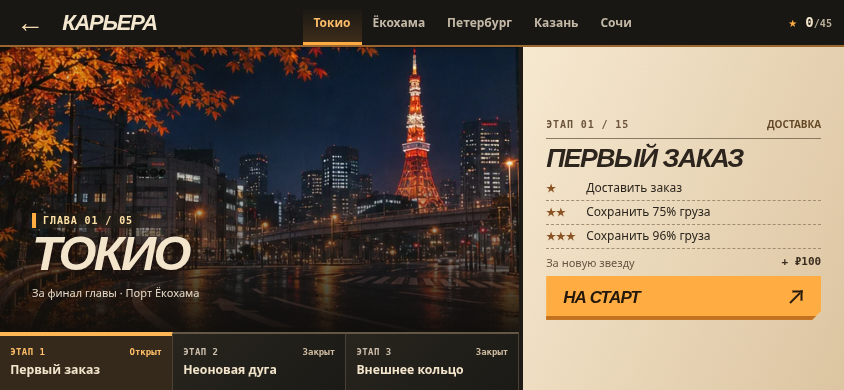 ← КАРЬЕРА
Токио Ёкохама Петербург Казань Сочи
★ 0/45
ГЛАВА 01 / 05
ТОКИО
За финал главы · Порт Ёкохама
ЭТАП 1 Открыт
Первый заказ
ЭТАП 2 Закрыт
Неоновая дуга
ЭТАП 3 Закрыт
Внешнее кольцо
ЭТАП 01 / 15 ДОСТАВКА
ПЕРВЫЙ ЗАКАЗ
★ Доставить заказ
★★ Сохранить 75% груза
★★★ Сохранить 96% груза
За новую звезду + ₽100
НА СТАРТ ↗